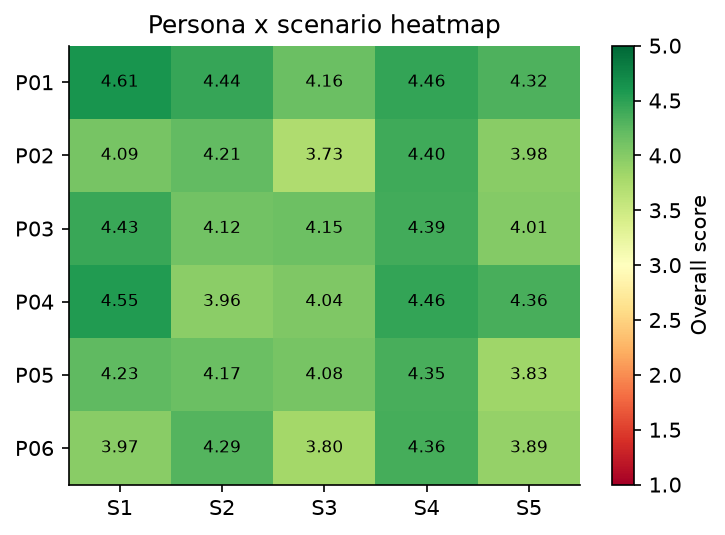 Persona x scenario heatmap
P01 4.61 4.44 4.16 4.46 4.32
P02 4.09 4.21 3.73 4.40 3.98
P03 4.43 4.12 4.15 4.39 4.01
P04 4.55 3.96 4.04 4.46 4.36
P05 4.23 4.17 4.08 4.35 3.83
P06 3.97 4.29 3.80 4.36 3.89
S1 S2 S3 S4 S5
5.0
4.5
4.0
3.5
3.0
2.5
2.0
1.5
1.0
Overall score